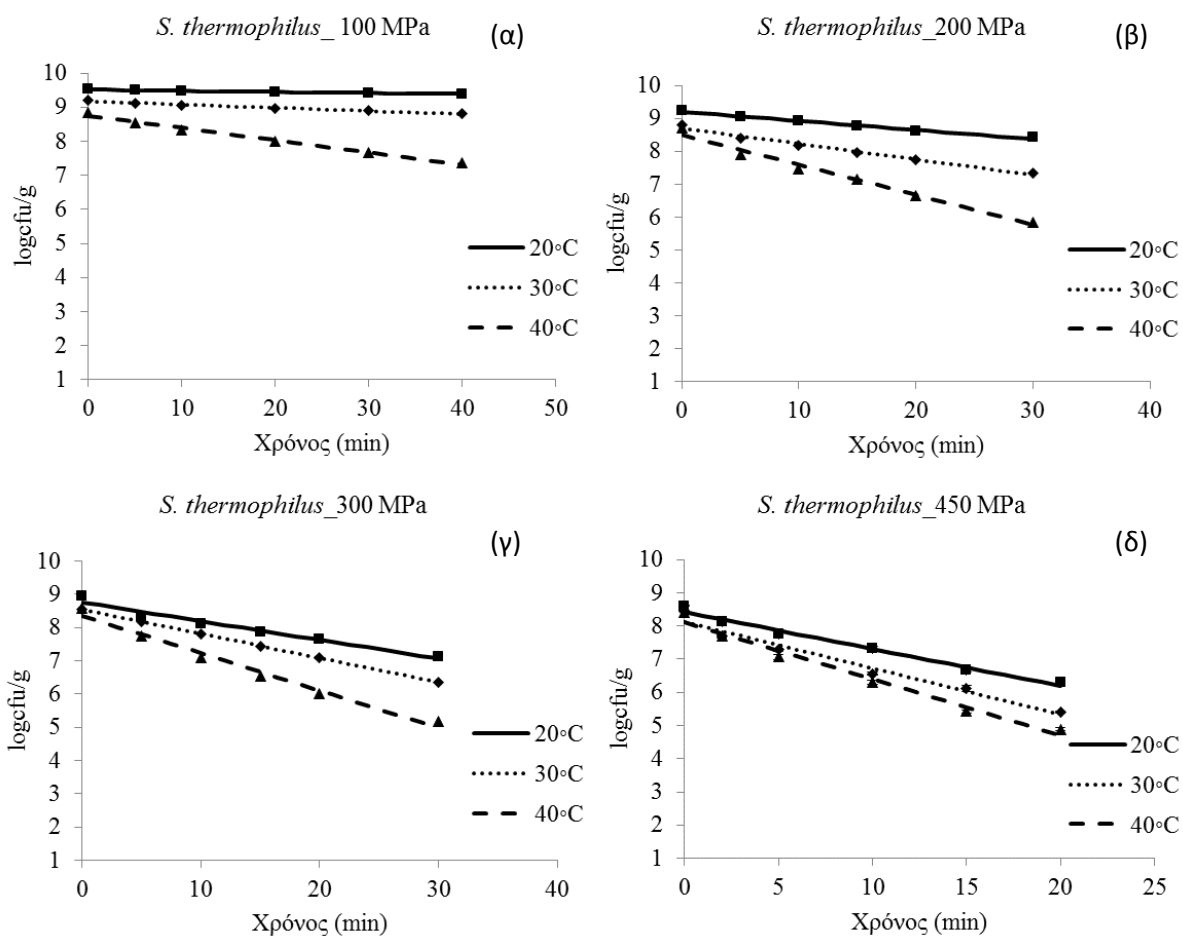 S. thermophilus_ 100 MPa
(α)
10
9
8
7
6
5
4
3
2
1
logcfu/g
0 10 20 30 40 50
Χρόνος (min)
20◦C
30◦C
40◦C
S. thermophilus_200 MPa
(β)
10
9
8
7
6
5
4
3
2
1
logcfu/g
0 10 20 30 40
Χρόνος (min)
20◦C
30◦C
40◦C
S. thermophilus_300 MPa
(γ)
10
9
8
7
6
5
4
3
2
1
logcfu/g
0 10 20 30 40
Χρόνος (min)
20◦C
30◦C
40◦C
S. thermophilus_450 MPa
(δ)
10
9
8
7
6
5
4
3
2
1
logcfu/g
0 5 10 15 20 25
Χρόνος (min)
20◦C
30◦C
40◦C